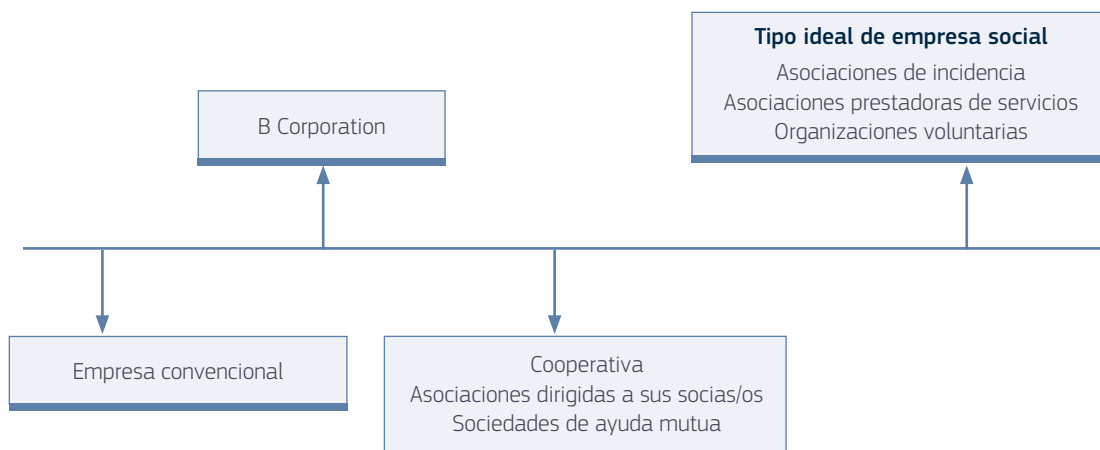 Tipo ideal de empresa social
Asociaciones de incidencia
Asociaciones prestadoras de servicios
Organizaciones voluntarias
B Corporation
Empresa convencional
Cooperativa
Asociaciones dirigidas a sus socias/os
Sociedades de ayuda mutua